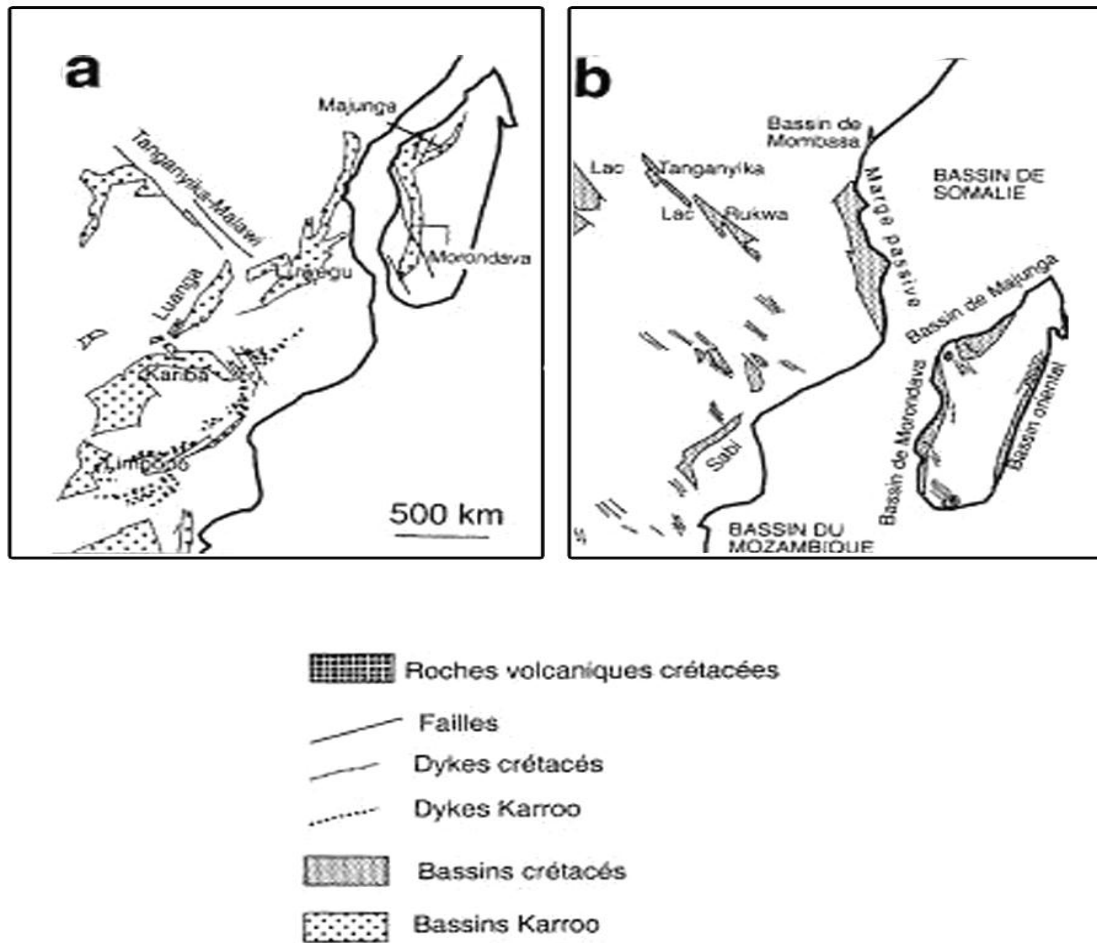 a
Majunga
Tanganyika-Malawi
Morondava
Luanga
Kariba
Limpopo
500 km
b
Bassin de
Mombasa
Lac Tanganyika
Lac Rukwa
Marge passive
BASSIN DE
SOMALIE
Bassin de Majunga
Bassin de Morondava
Bassin oriental
Sabi
BASSIN DU
MOZAMBIQUE
Roches volcaniques crétacées
Failles
Dykes crétacés
Dykes Karroo
Bassins crétacés
Bassins Karroo